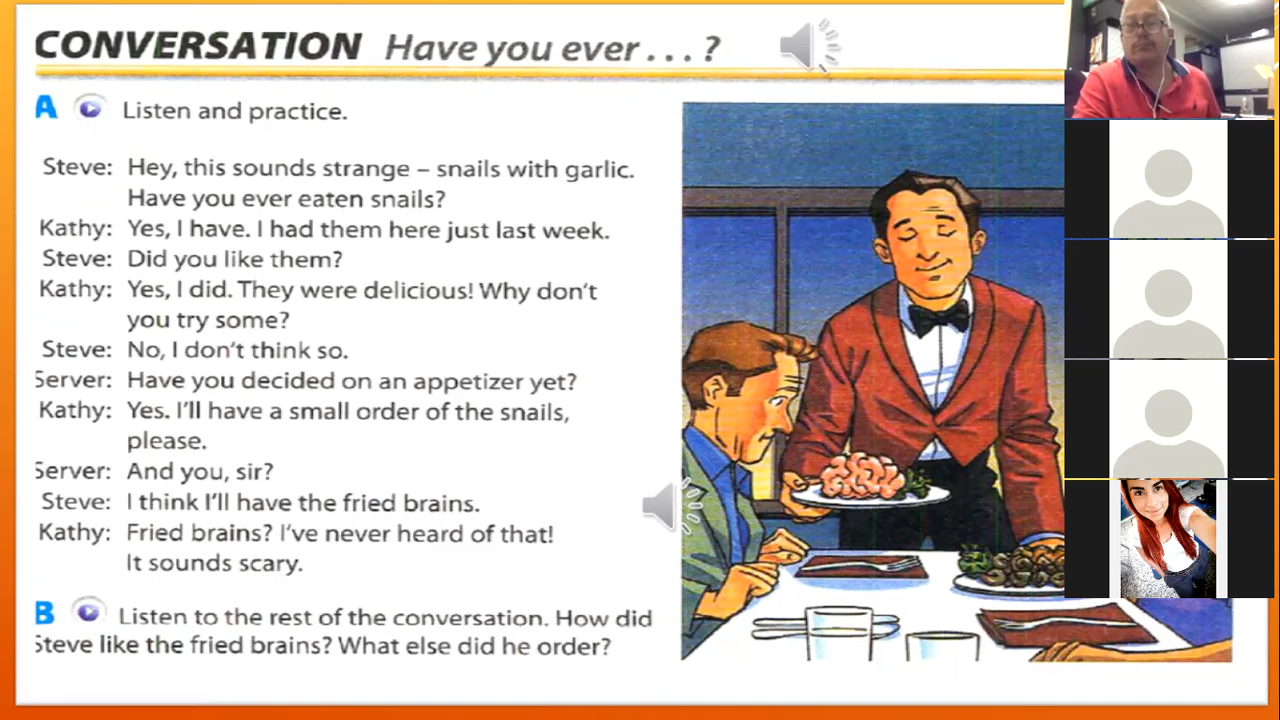 CONVERSATION Have you ever . . . ?
A Listen and practice.
Steve: Hey, this sounds strange – snails with garlic.
Have you ever eaten snails?
Kathy: Yes, I have. I had them here just last week.
Steve: Did you like them?
Kathy: Yes, I did. They were delicious! Why don't
you try some?
Steve: No, I don't think so.
Server: Have you decided on an appetizer yet?
Kathy: Yes. I'll have a small order of the snails,
please.
Server: And you, sir?
Steve: I think I'll have the fried brains.
Kathy: Fried brains? I've never heard of that!
It sounds scary.
B Listen to the rest of the conversation. How did
Steve like the fried brains? What else did he order?